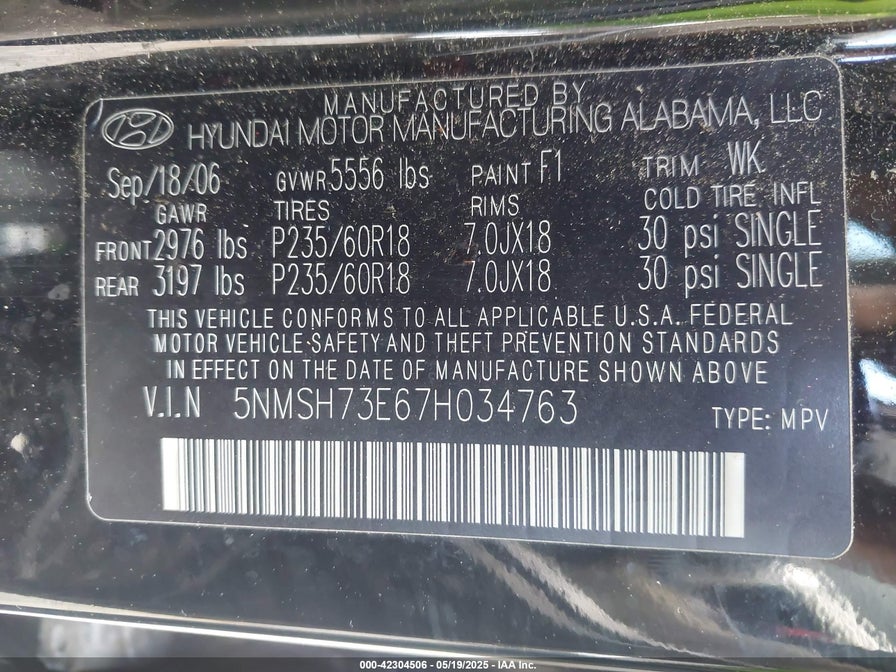 MANUFACTURED BY
HYUNDAI MOTOR MANUFACTURING ALABAMA, LLC
Sep/18/06 GVWR 5556 lbs PAINT F1 TRIM WK
GAWR TIRES RIMS COLD TIRE INFL
FRONT 2976 lbs P235/60R18 7.0JX18 30 psi SINGLE
REAR 3197 lbs P235/60R18 7.0JX18 30 psi SINGLE
THIS VEHICLE CONFORMS TO ALL APPLICABLE U.S.A. FEDERAL
MOTOR VEHICLE SAFETY AND THEFT PREVENTION STANDARDS
IN EFFECT ON THE DATE OF MANUFACTURE SHOWN ABOVE
V.I.N 5NMSH73E67H034763 TYPE: MPV
000-42304506 - 05/19/2025 - IAA Inc.